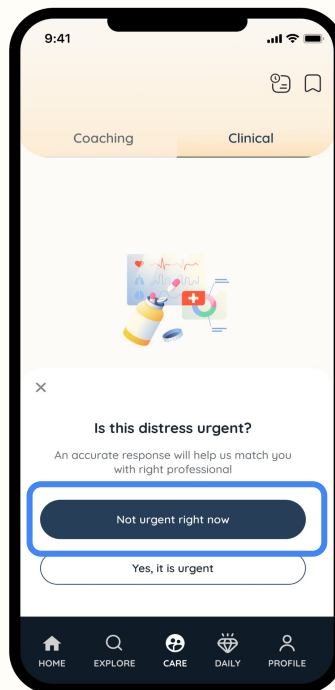 9:41
Coaching
Clinical
Is this distress urgent?
An accurate response will help us match you
with right professional
Not urgent right now
Yes, it is urgent
HOME
EXPLORE
CARE
DAILY
PROFILE